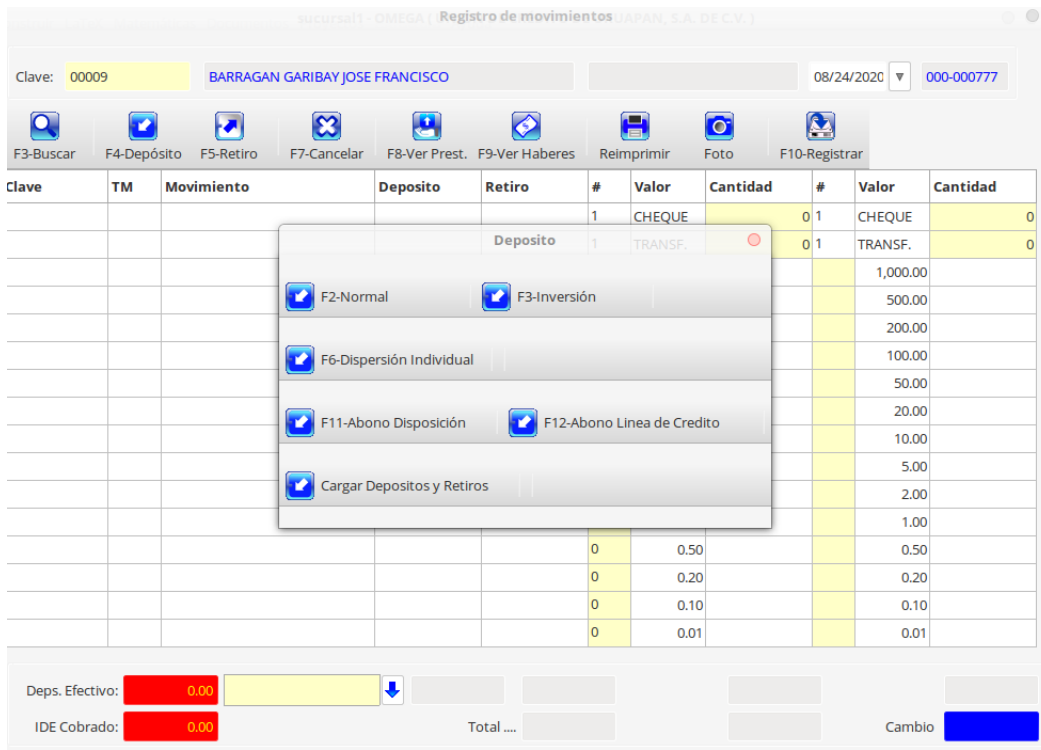 Registro de movimientos
sucursal1 - OMEGA ( UAPAN, S.A. DE C.V. )
Clave: 00009 BARRAGAN GARIBAY JOSE FRANCISCO 08/24/2020 000-000777
F3-Buscar F4-Depósito F5-Retiro F7-Cancelar F8-Ver Prest. F9-Ver Haberes Reimprimir Foto F10-Registrar
Clave TM Movimiento Deposito Retiro # Valor Cantidad # Valor Cantidad
1 CHEQUE 0 1 CHEQUE 0
1 TRANSF. 0 1 TRANSF. 0
Deposito
1,000.00
F2-Normal F3-Inversión
500.00
200.00
F6-Dispersión Individual
100.00
50.00
20.00
F11-Abono Disposición F12-Abono Linea de Credito
10.00
5.00
Cargar Depositos y Retiros
2.00
1.00
0 0.50 0.50
0 0.20 0.20
0 0.10 0.10
0 0.01 0.01
Deps. Efectivo: 0.00
IDE Cobrado: 0.00 Total .... Cambio